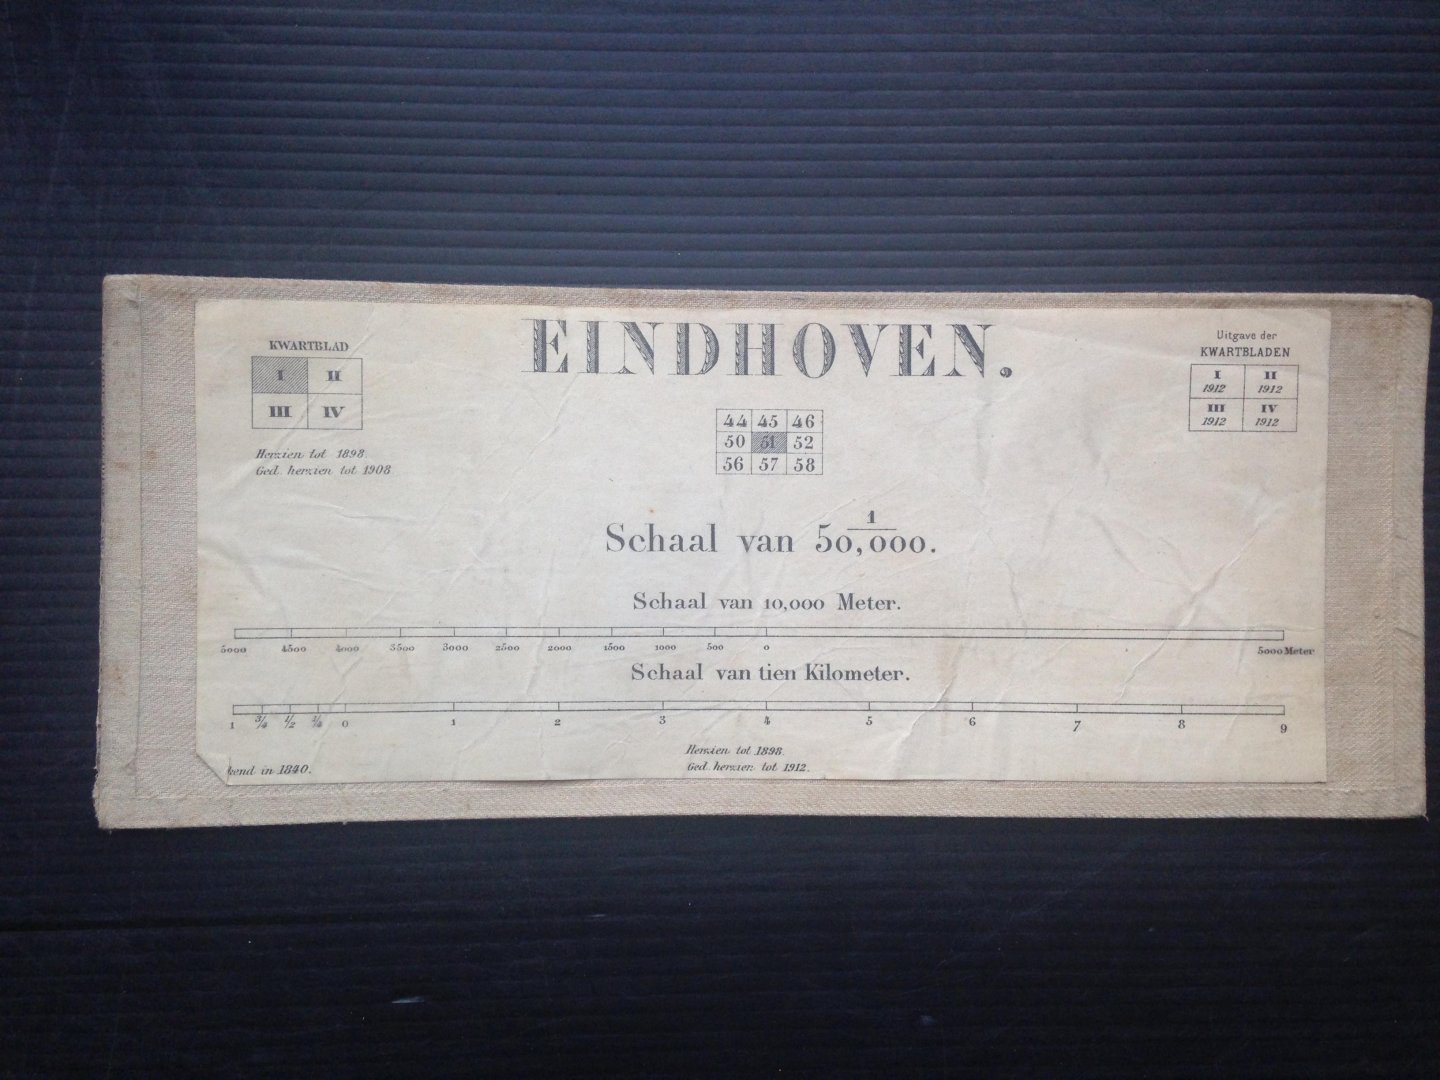 EINDHOVEN.
KWARTBLAD
I II
III IV
Herzien tot 1898.
Ged. herzien tot 1908.
44 45 46
50 51 52
56 57 58
Uitgave der
KWARTBLADEN
I II
1912 1912
III IV
1912 1912
Schaal van 1/50,000.
Schaal van 10,000 Meter.
5000 4500 4000 3500 3000 2500 2000 1500 1000 500 0 5000 Meter
Schaal van tien Kilometer.
1 3/4 1/2 1/4 0 1 2 3 4 5 6 7 8 9
Herzien tot 1898.
Ged. herzien tot 1912.
kend in 1840.